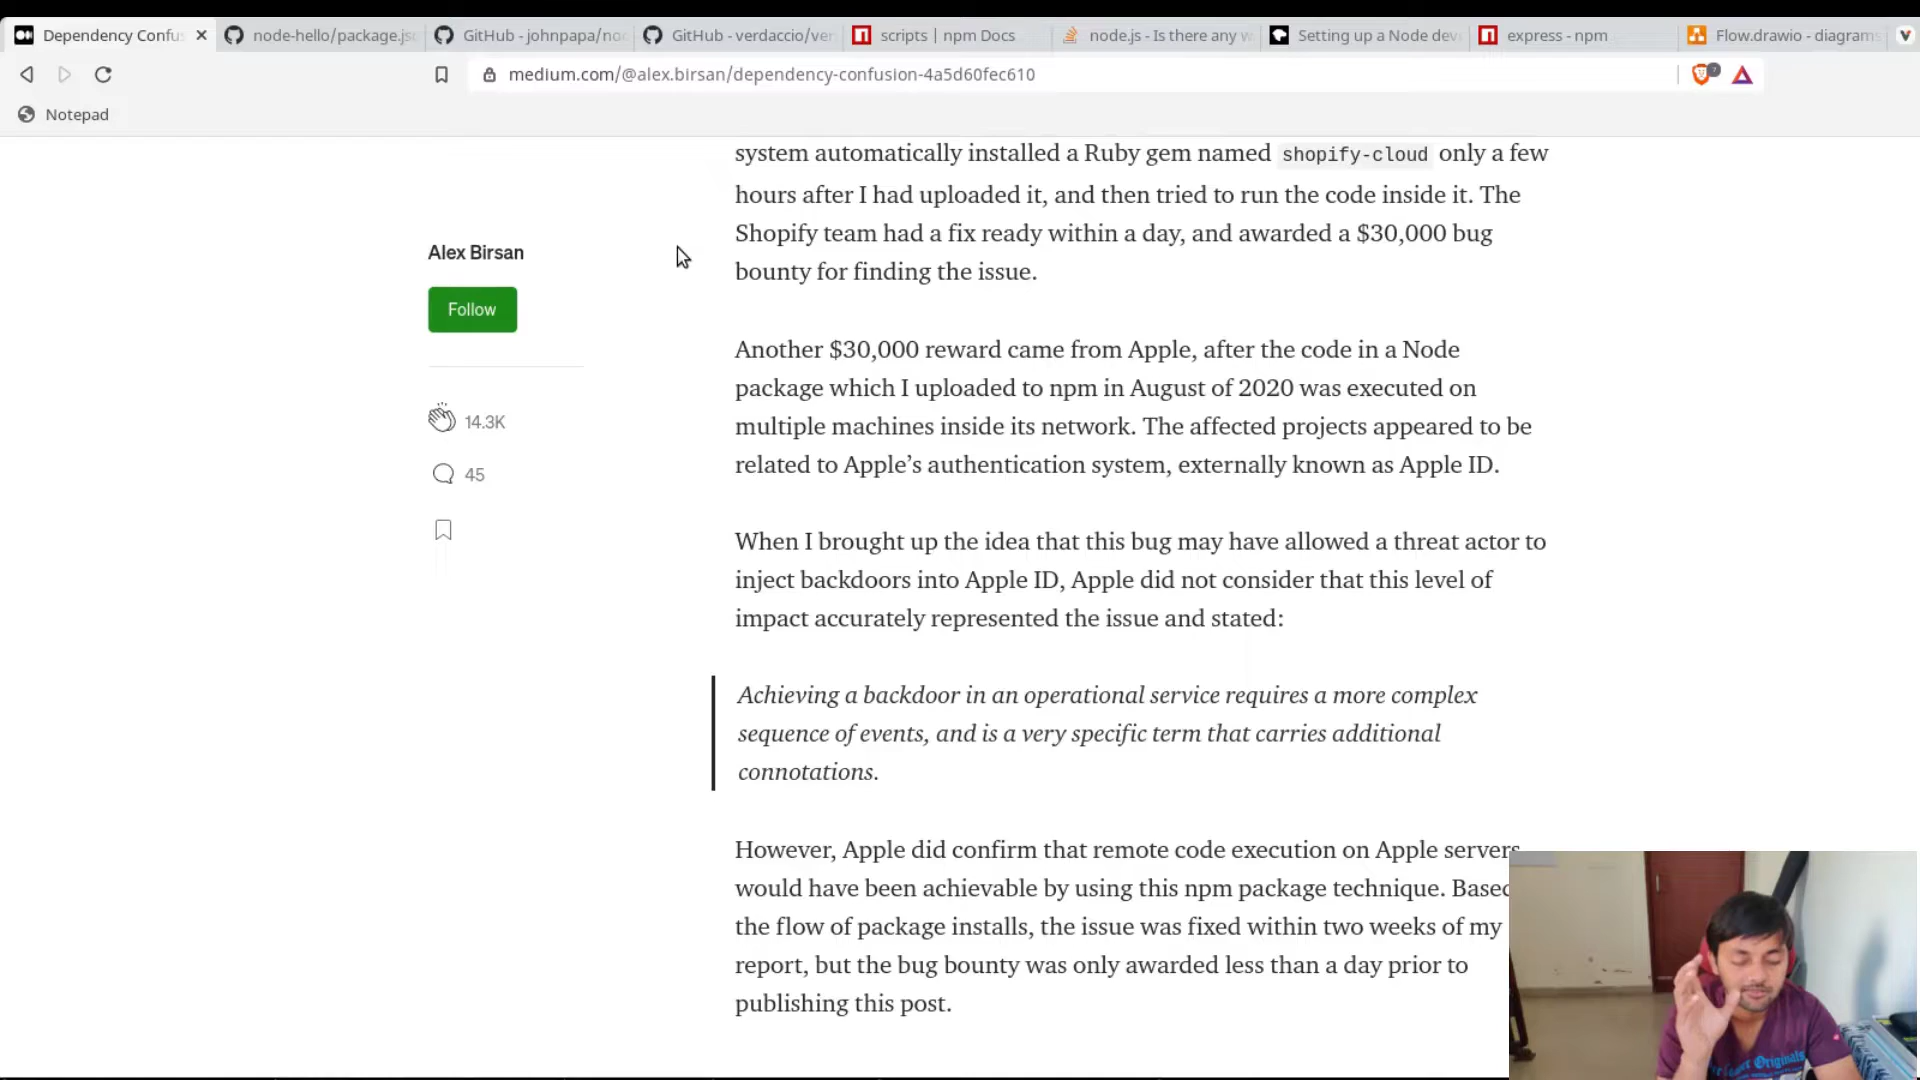 Dependency Confus
node-hello/package.jso
GitHub - johnpapa/no
GitHub - verdaccio/ver
scripts | npm Docs
node.js - Is there any w
Setting up a Node dev
express - npm
Flow.drawio - diagrams
medium.com/@alex.birsan/dependency-confusion-4a5d60fec610
Notepad
Alex Birsan
Follow
14.3K
45
system automatically installed a Ruby gem named shopify-cloud only a few
hours after I had uploaded it, and then tried to run the code inside it. The
Shopify team had a fix ready within a day, and awarded a $30,000 bug
bounty for finding the issue.
Another $30,000 reward came from Apple, after the code in a Node
package which I uploaded to npm in August of 2020 was executed on
multiple machines inside its network. The affected projects appeared to be
related to Apple’s authentication system, externally known as Apple ID.
When I brought up the idea that this bug may have allowed a threat actor to
inject backdoors into Apple ID, Apple did not consider that this level of
impact accurately represented the issue and stated:
Achieving a backdoor in an operational service requires a more complex
sequence of events, and is a very specific term that carries additional
connotations.
However, Apple did confirm that remote code execution on Apple servers
would have been achievable by using this npm package technique. Based
the flow of package installs, the issue was fixed within two weeks of my
report, but the bug bounty was only awarded less than a day prior to
publishing this post.
Originals